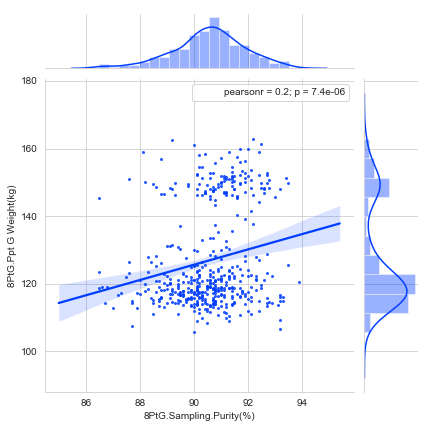 pearsonr = 0.2; p = 7.4e-06
180
160
140
120
100
8PtG.Ppt G Weight(kg)
86 88 90 92 94
8PtG.Sampling.Purity(%)